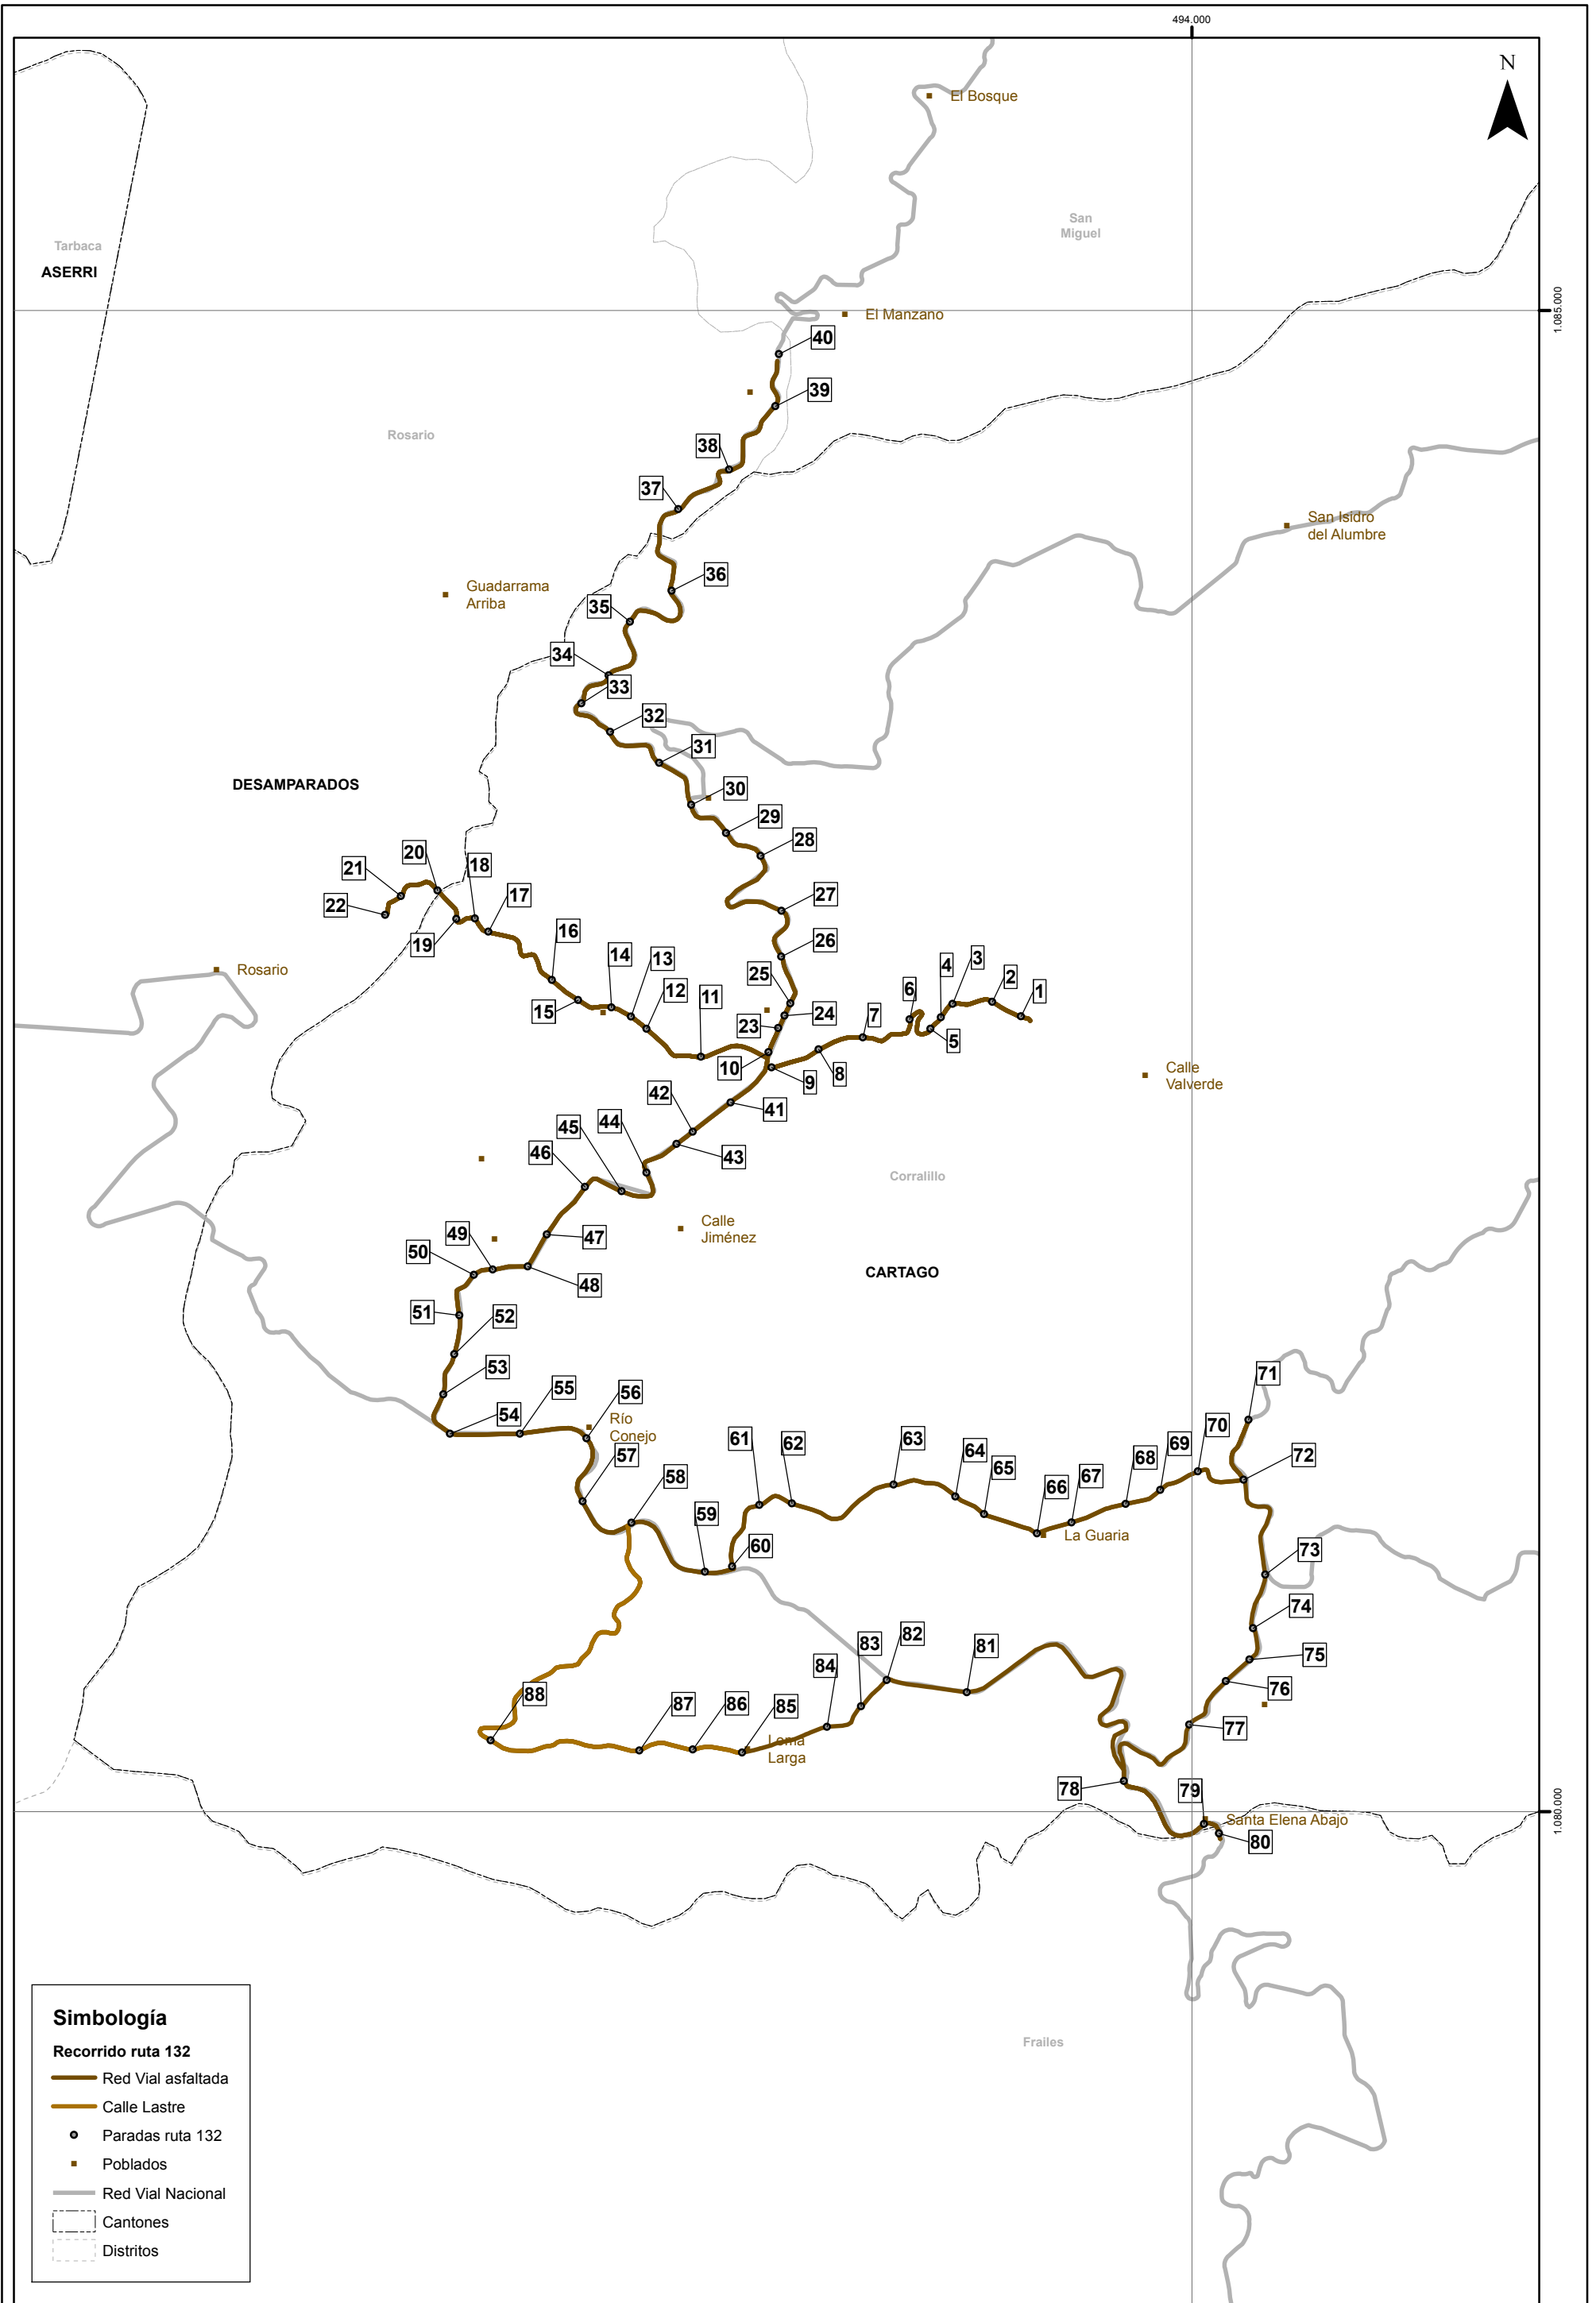 494.000
N
El Bosque
San
Miguel
Tarbaca
ASERRI
El Manzano
1.085.000
40
39
Rosario
38
37
San Isidro
del Alumbre
36
Guadarrama
Arriba
35
34
33
32
31
DESAMPARADOS
30
29
28
20
18
21
17
22
27
19
26
16
Rosario
14
13
25
3
4
2
12
6
1
11
15
24
7
23
5
10
8
9
Calle
Valverde
42
41
44
45
43
46
Corralillo
Calle
Jiménez
47
49
50
CARTAGO
48
51
52
53
71
55
56
54
Río
Conejo
70
57
61
62
63
69
72
68
64
58
65
67
66
59
La Guaria
60
73
74
82
83
81
75
84
88
76
87
86
85
77
Loma
Larga
78
79
1.080.000
Santa Elena Abajo
80
Simbología
Recorrido ruta 132
Red Vial asfaltada
Calle Lastre
Paradas ruta 132
Poblados
Red Vial Nacional
Cantones
Distritos
Frailes